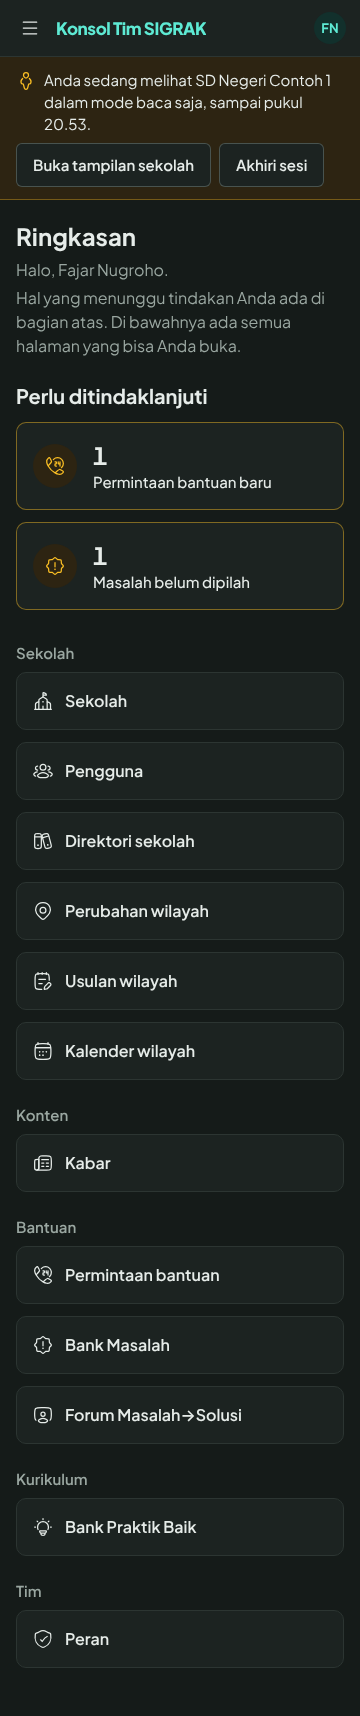 Konsol Tim SIGRAK
FN
Anda sedang melihat SD Negeri Contoh 1
dalam mode baca saja, sampai pukul
20.53.
Buka tampilan sekolah
Akhiri sesi
Ringkasan
Halo, Fajar Nugroho.
Hal yang menunggu tindakan Anda ada di
bagian atas. Di bawahnya ada semua
halaman yang bisa Anda buka.
Perlu ditindaklanjuti
1
Permintaan bantuan baru
1
Masalah belum dipilah
Sekolah
Sekolah
Pengguna
Direktori sekolah
Perubahan wilayah
Usulan wilayah
Kalender wilayah
Konten
Kabar
Bantuan
Permintaan bantuan
Bank Masalah
Forum Masalah→Solusi
Kurikulum
Bank Praktik Baik
Tim
Peran